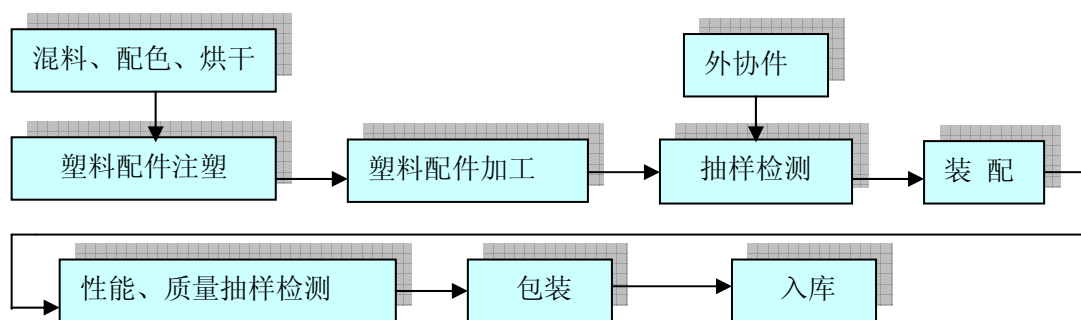 混料、配色、烘干
外协件
塑料配件注塑
塑料配件加工
抽样检测
装 配
性能、质量抽样检测
包装
入库